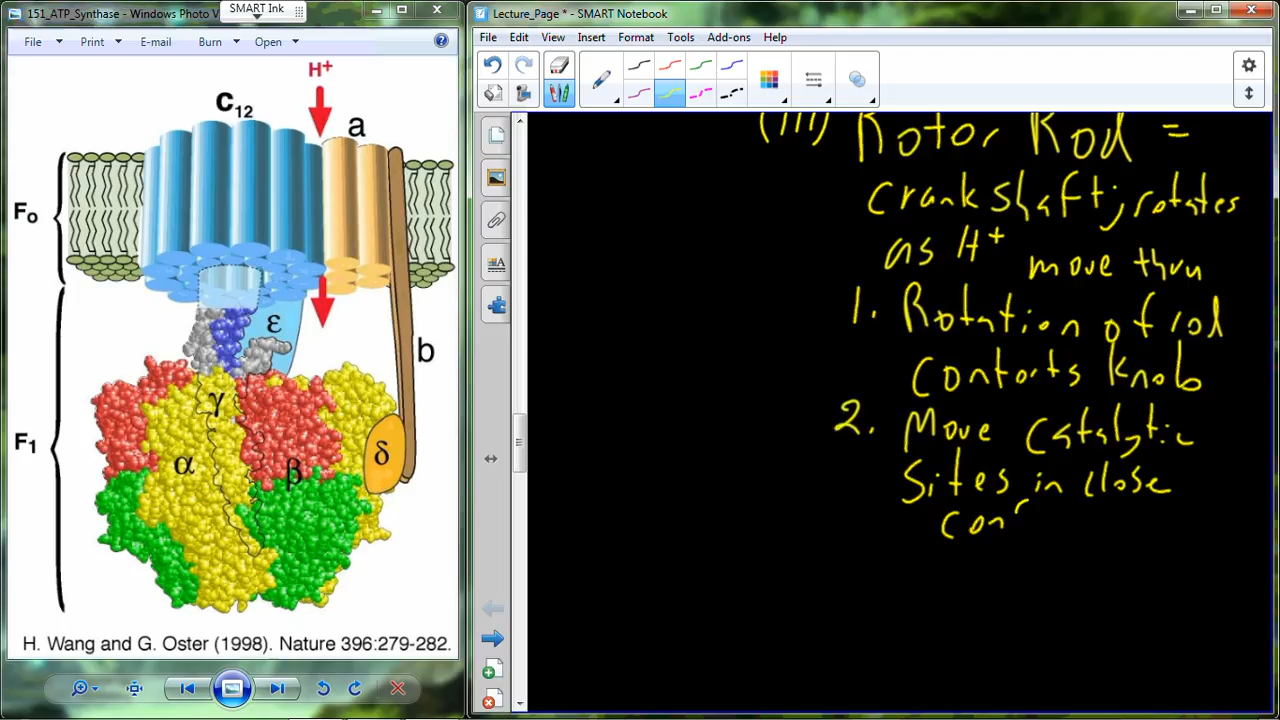 151_ATP_Synthase - Windows Photo V
SMART Ink
File Print E-mail Burn Open
H+
c12
a
Fo
ε
b
F1
γ
α
β
δ
H. Wang and G. Oster (1998). Nature 396:279-282.
Lecture_Page * - SMART Notebook
File Edit View Insert Format Tools Add-ons Help
(III) Rotor Rod =
crankshaft; rotates
as H+ move thru
1. Rotation of rod
contorts knob
2. Move catalytic
sites in close
con